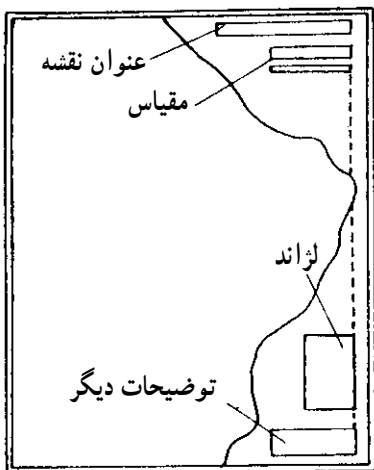 عنوان نقشه
مقیاس
لژاند
توضیحات دیگر